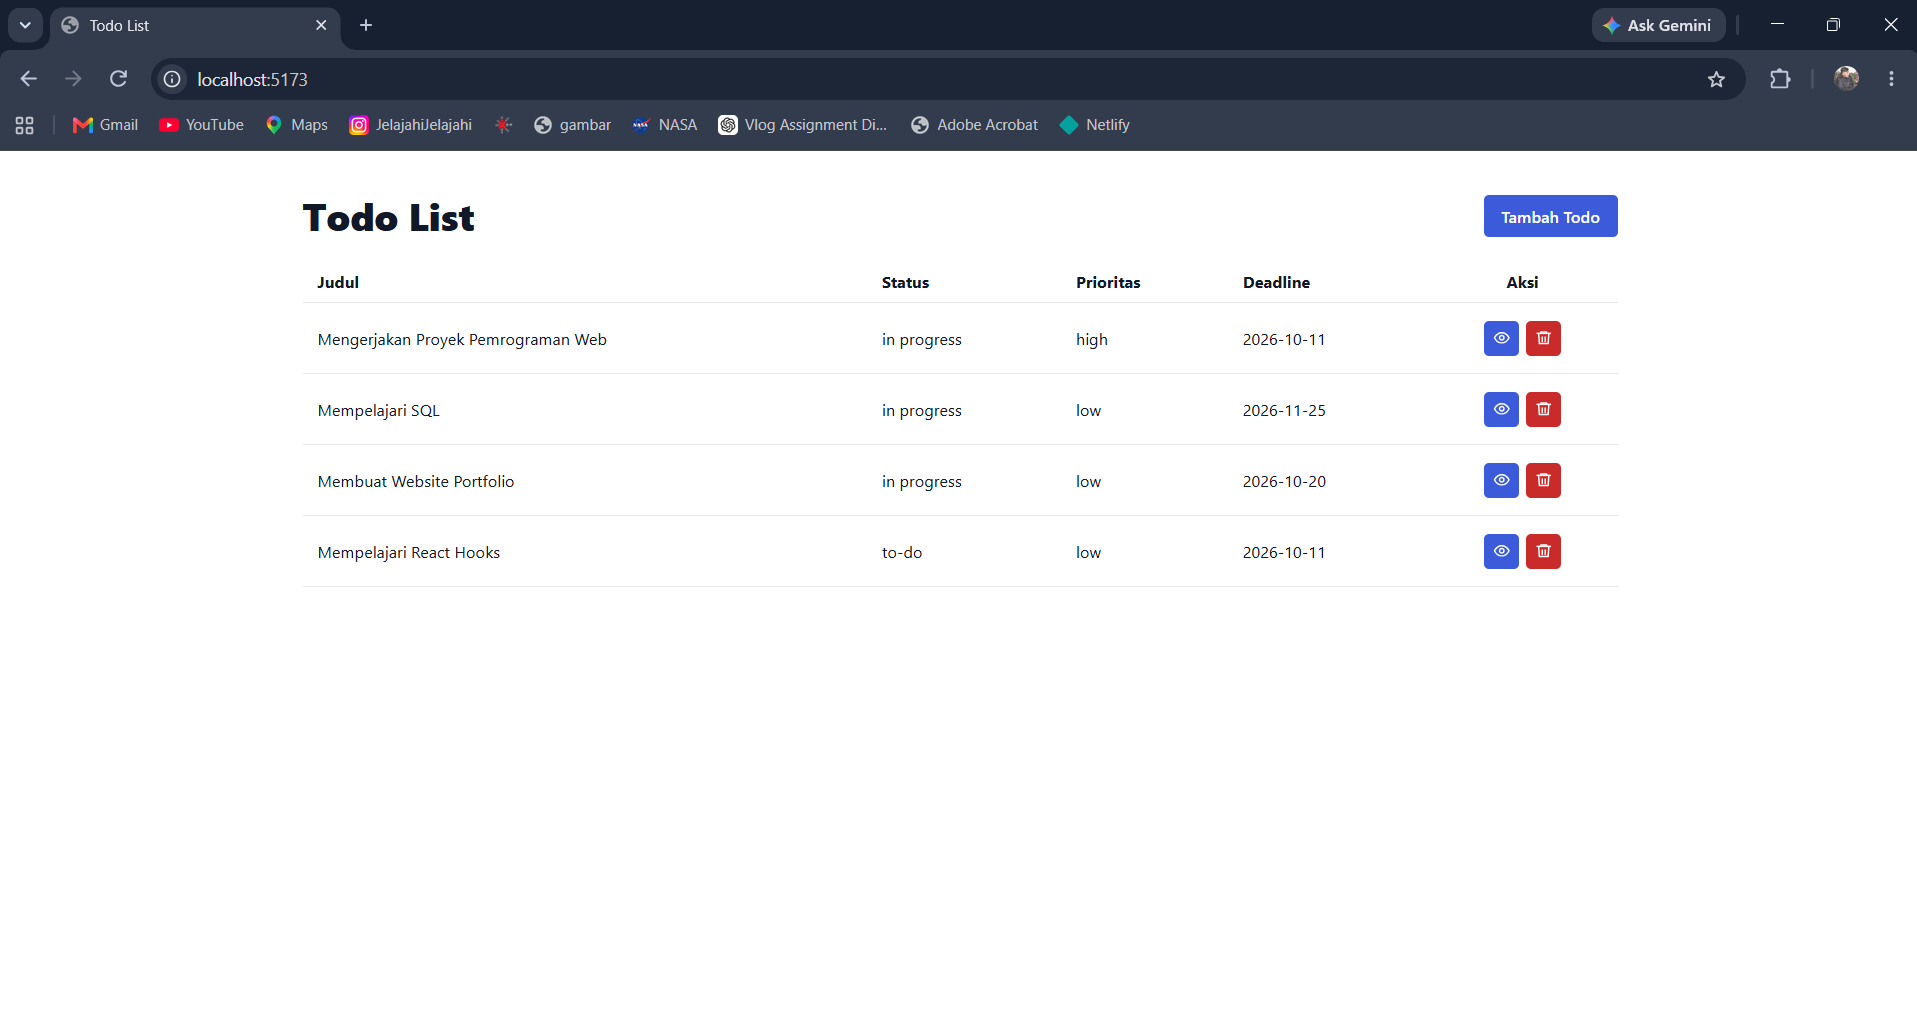 Todo List
Ask Gemini
localhost:5173
Gmail YouTube Maps JelajahiJelajahi gambar NASA Vlog Assignment Di... Adobe Acrobat Netlify
Todo List Tambah Todo
Judul Status Prioritas Deadline Aksi
Mengerjakan Proyek Pemrograman Web in progress high 2026-10-11
Mempelajari SQL in progress low 2026-11-25
Membuat Website Portfolio in progress low 2026-10-20
Mempelajari React Hooks to-do low 2026-10-11